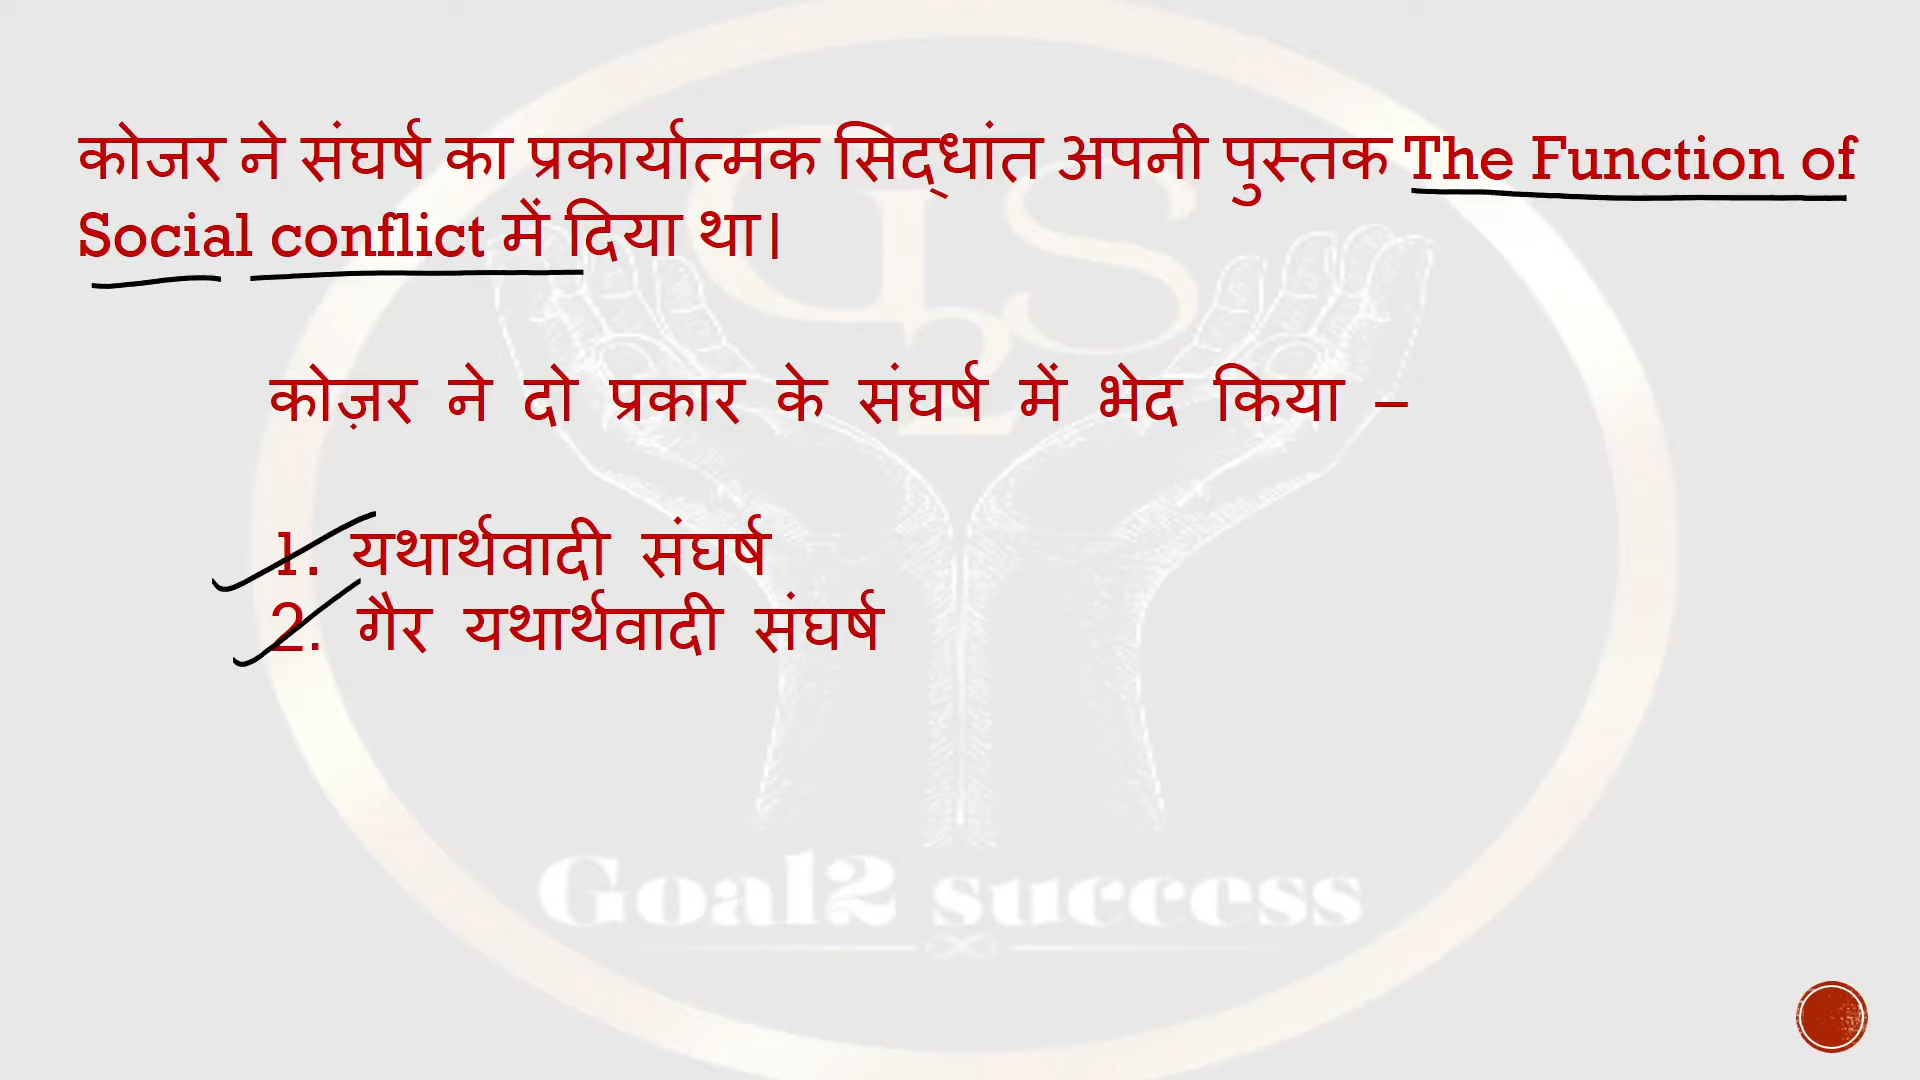 कोजर ने संघर्ष का प्रकार्यात्मक सिद्धांत अपनी पुस्तक The Function of
Social conflict में दिया था।
कोज़र ने दो प्रकार के संघर्ष में भेद किया –
1. यथार्थवादी संघर्ष
2. गैर यथार्थवादी संघर्ष
G2S
Goal2 success